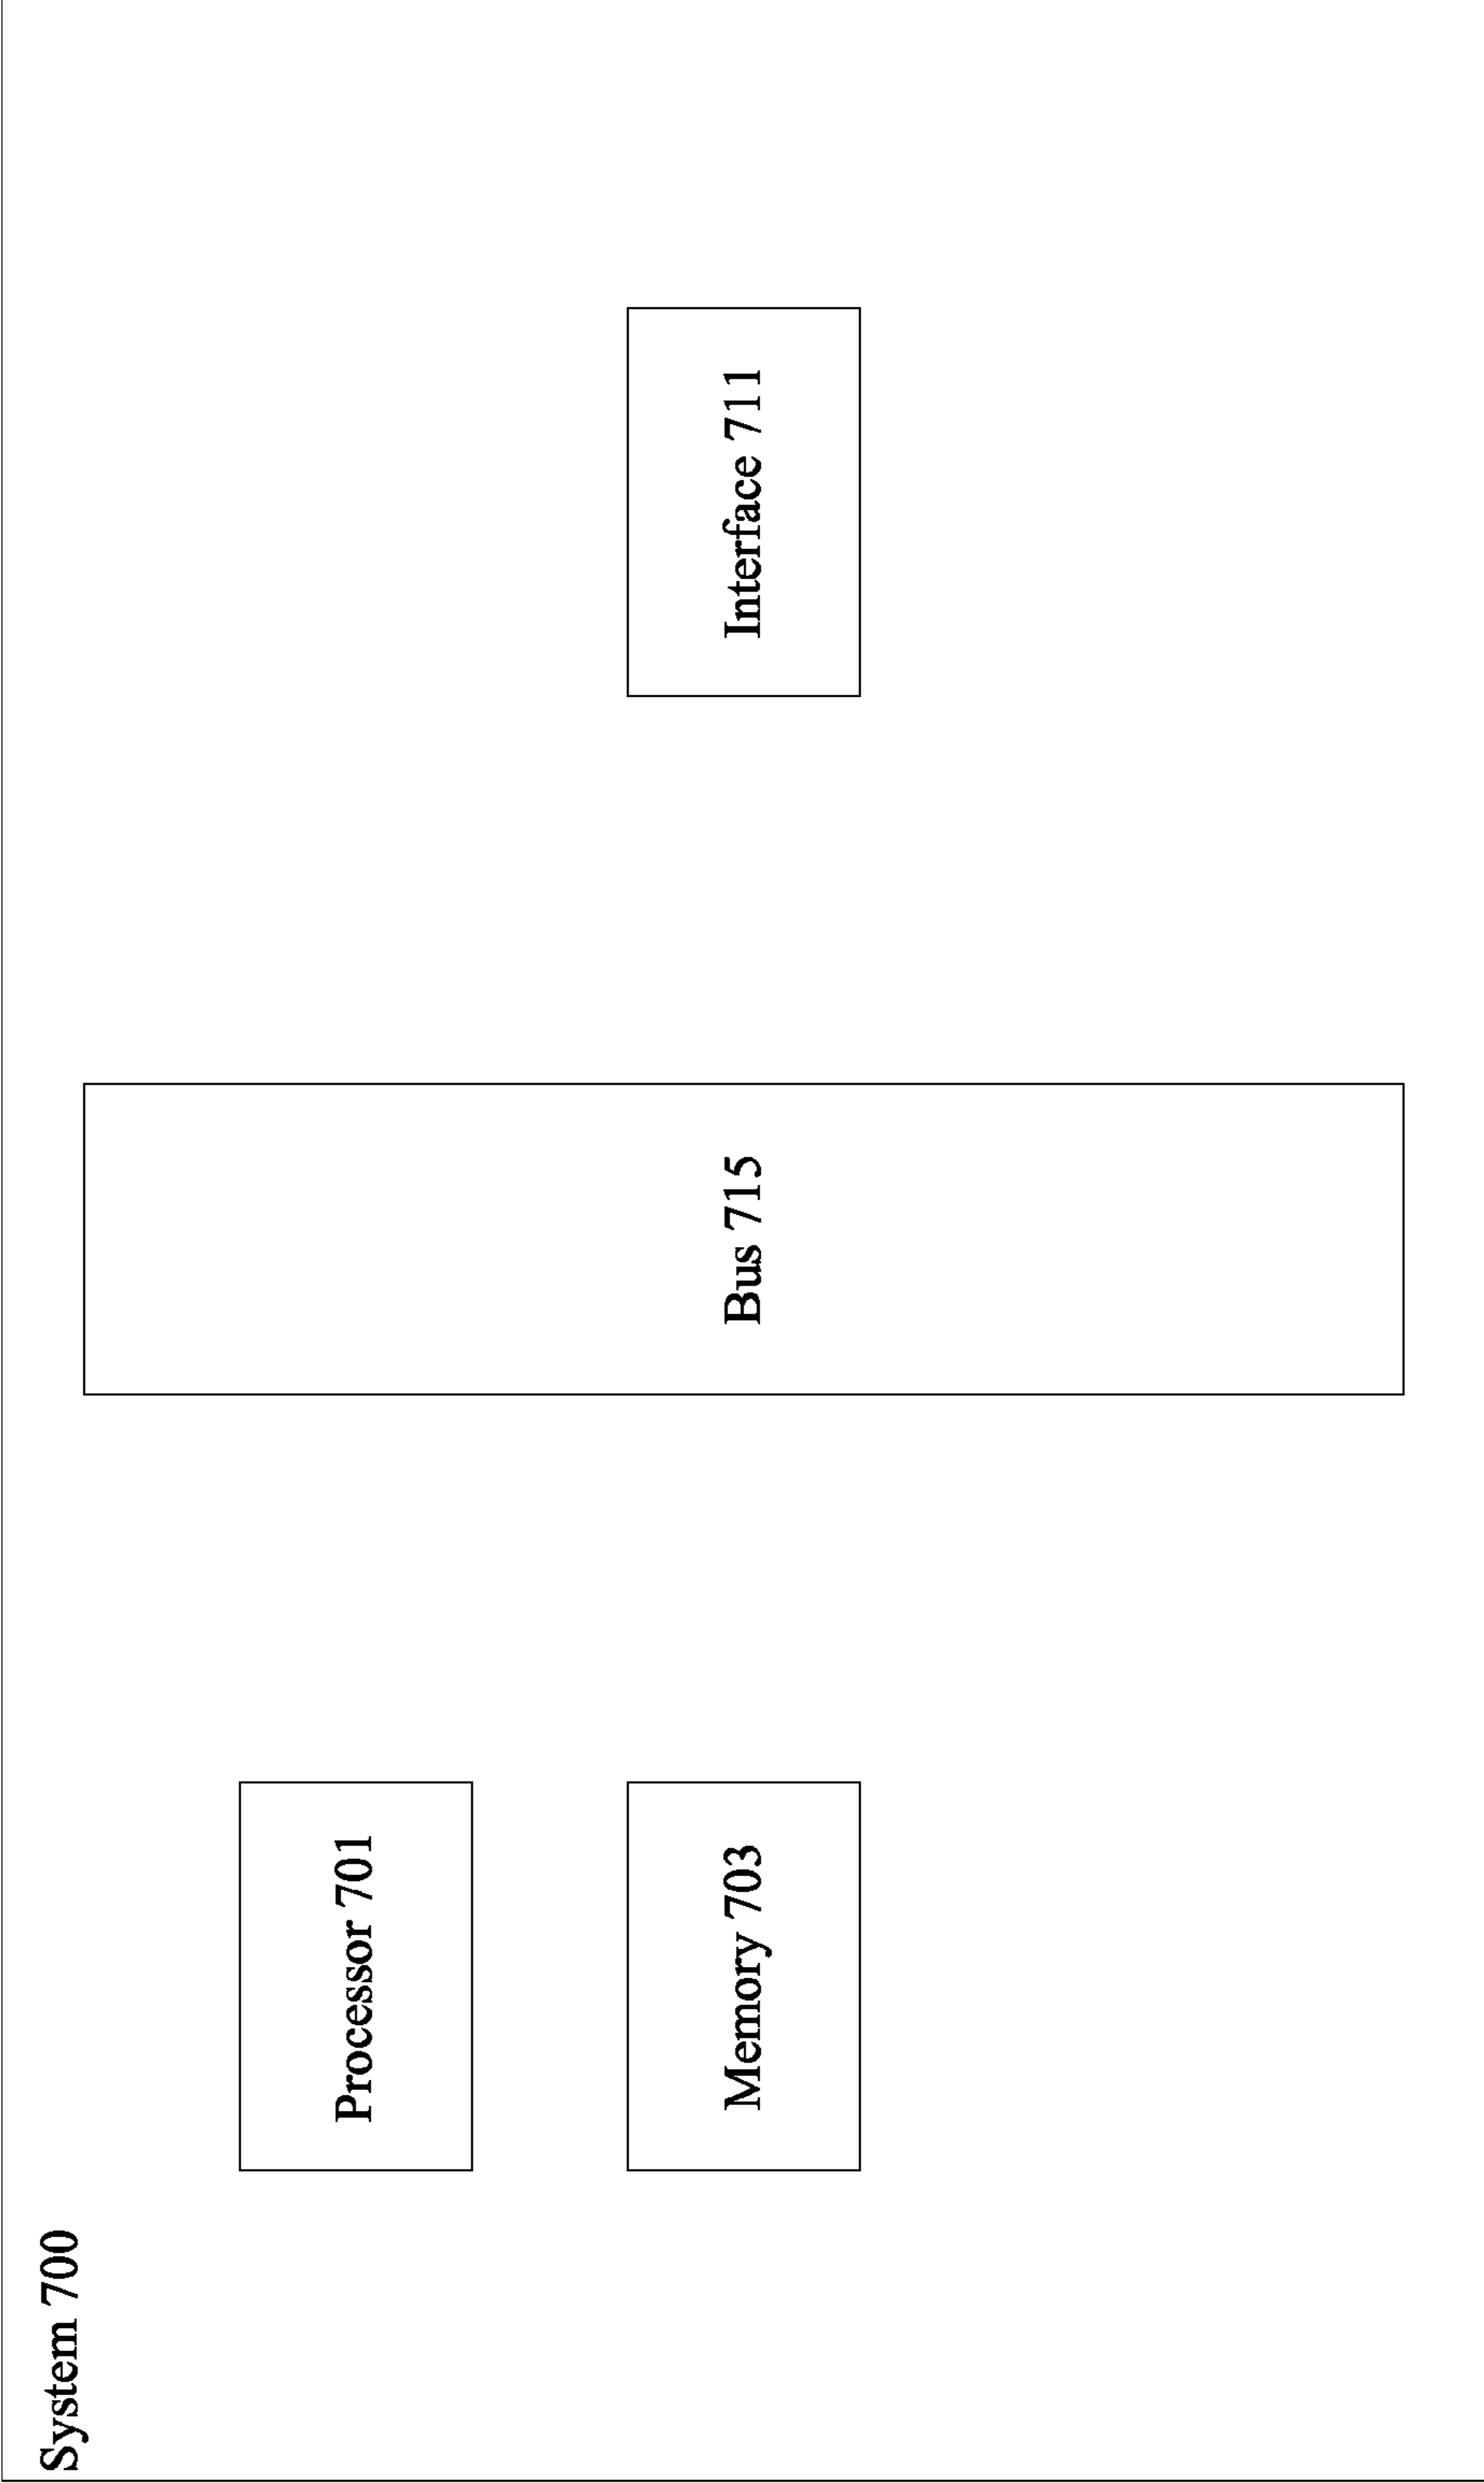 System 700
Processor 701
Memory 703
Bus 715
Interface 711